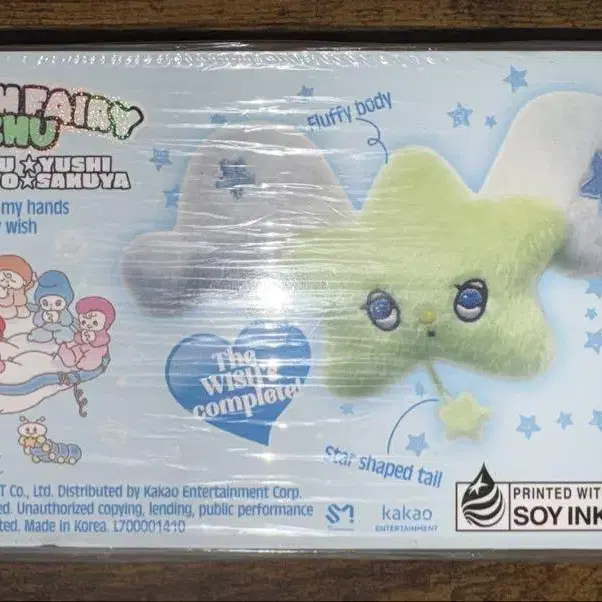 FAIRY
CHU
U★YUSHI
O★SAKUYA
my hands
wish
Fluffy body
The
Wish's
complete!
Star shaped tail
T Co., Ltd. Distributed by Kakao Entertainment Corp.
ed. Unauthorized copying, lending, public performance
ted. Made in Korea. L700001410
SM
kakao
ENTERTAINMENT
PRINTED WITH
SOY INK